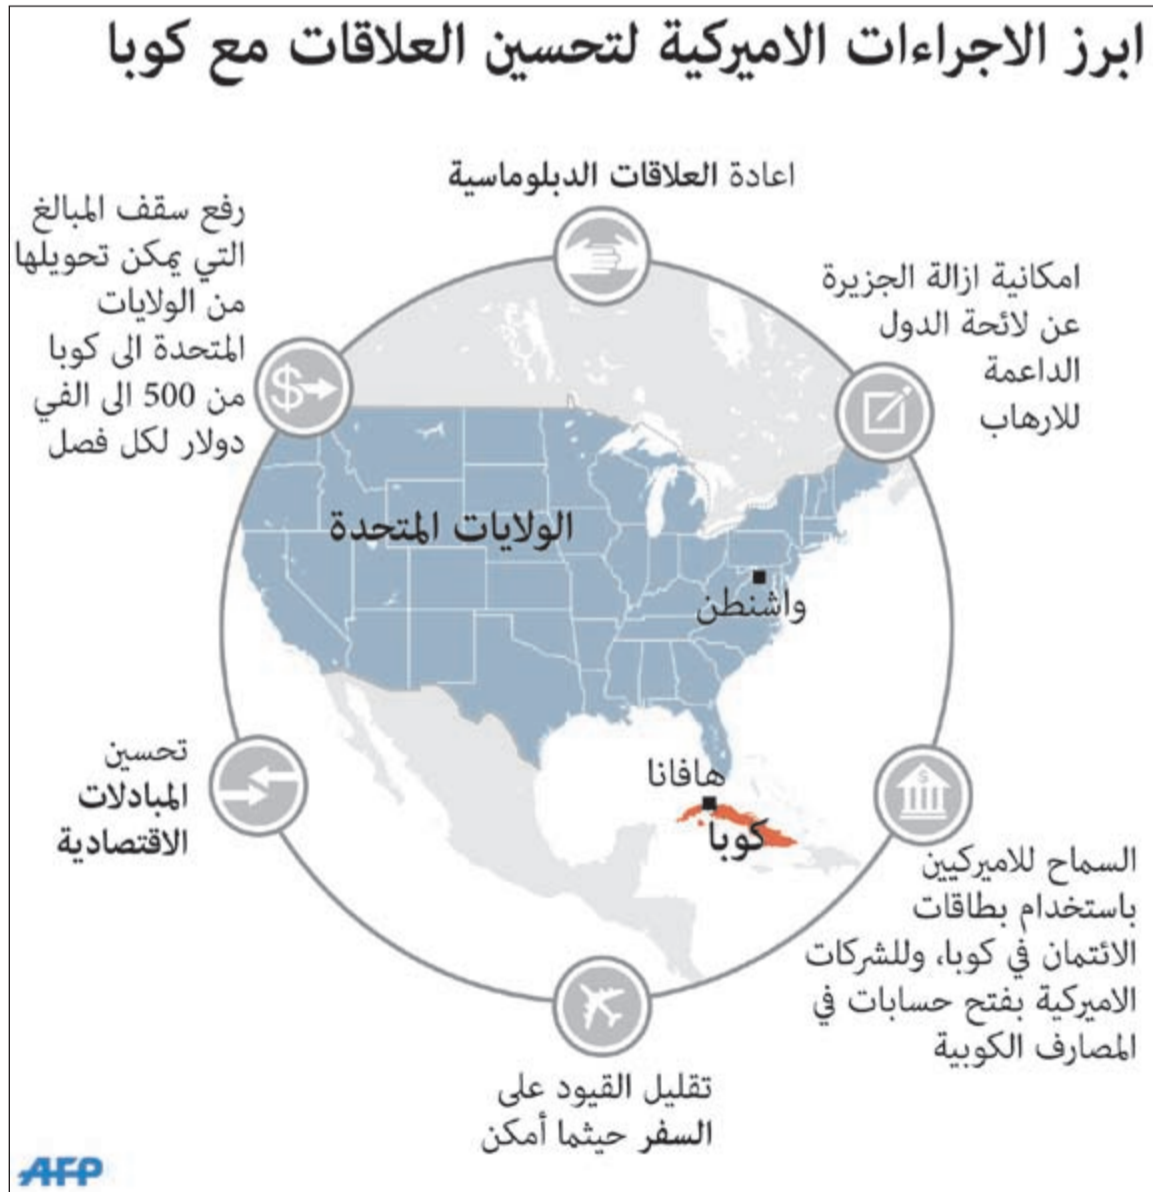 ابرز الاجراءات الاميركية لتحسين العلاقات مع كوبا
اعادة العلاقات الدبلوماسية
امكانية ازالة الجزيرة
عن لائحة الدول
الداعمة
للارهاب
رفع سقف المبالغ
التي يمكن تحويلها
من الولايات
المتحدة الى كوبا
من 500 الى الفي
دولار لكل فصل
الولايات المتحدة
واشنطن
هافانا
كوبا
تحسين
المبادلات
الاقتصادية
السماح للاميركيين
باستخدام بطاقات
الائتمان في كوبا، وللشركات
الاميركية بفتح حسابات في
المصارف الكوبية
تقليل القيود على
السفر حيثما أمكن
$
$
AFP